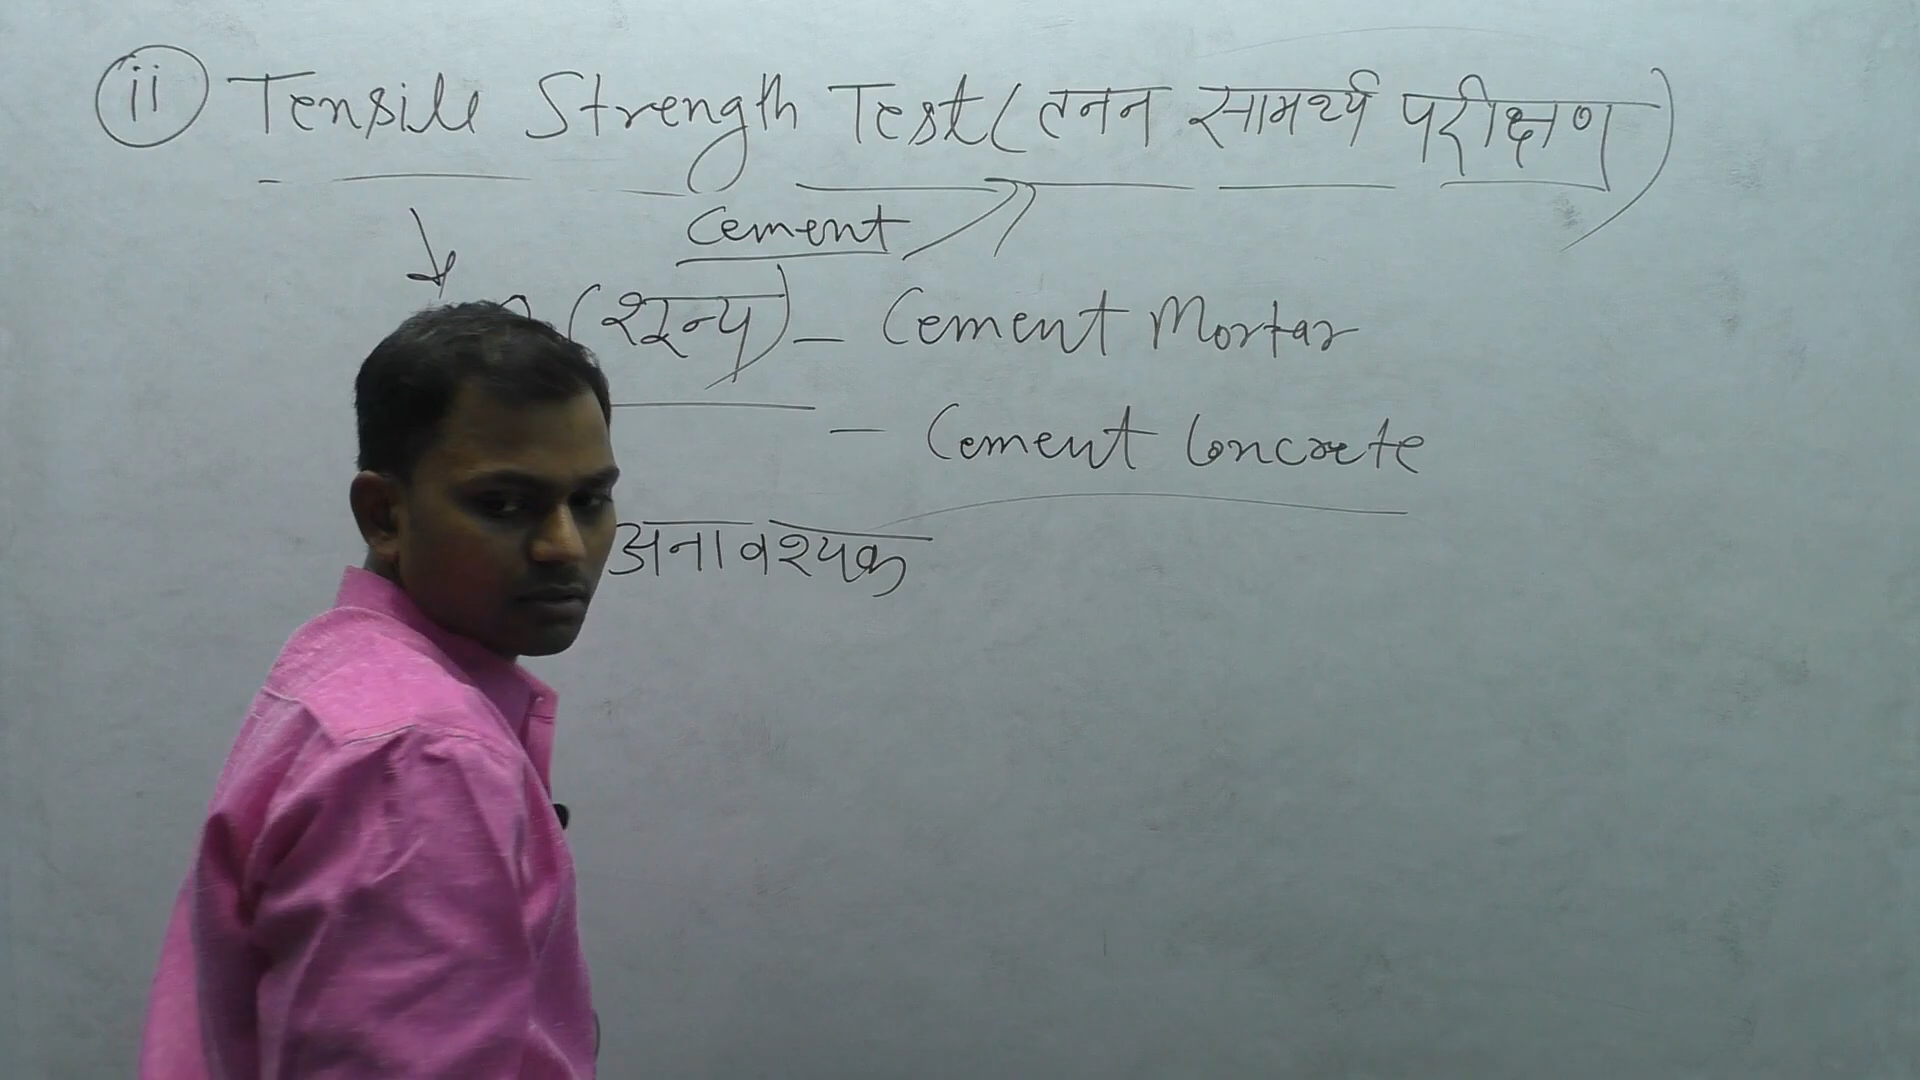 ii Tensile Strength Test (तनन सामर्थ्य परीक्षण)
Cement
(शून्य) - Cement Mortar
- Cement Concrete
अनावश्यक